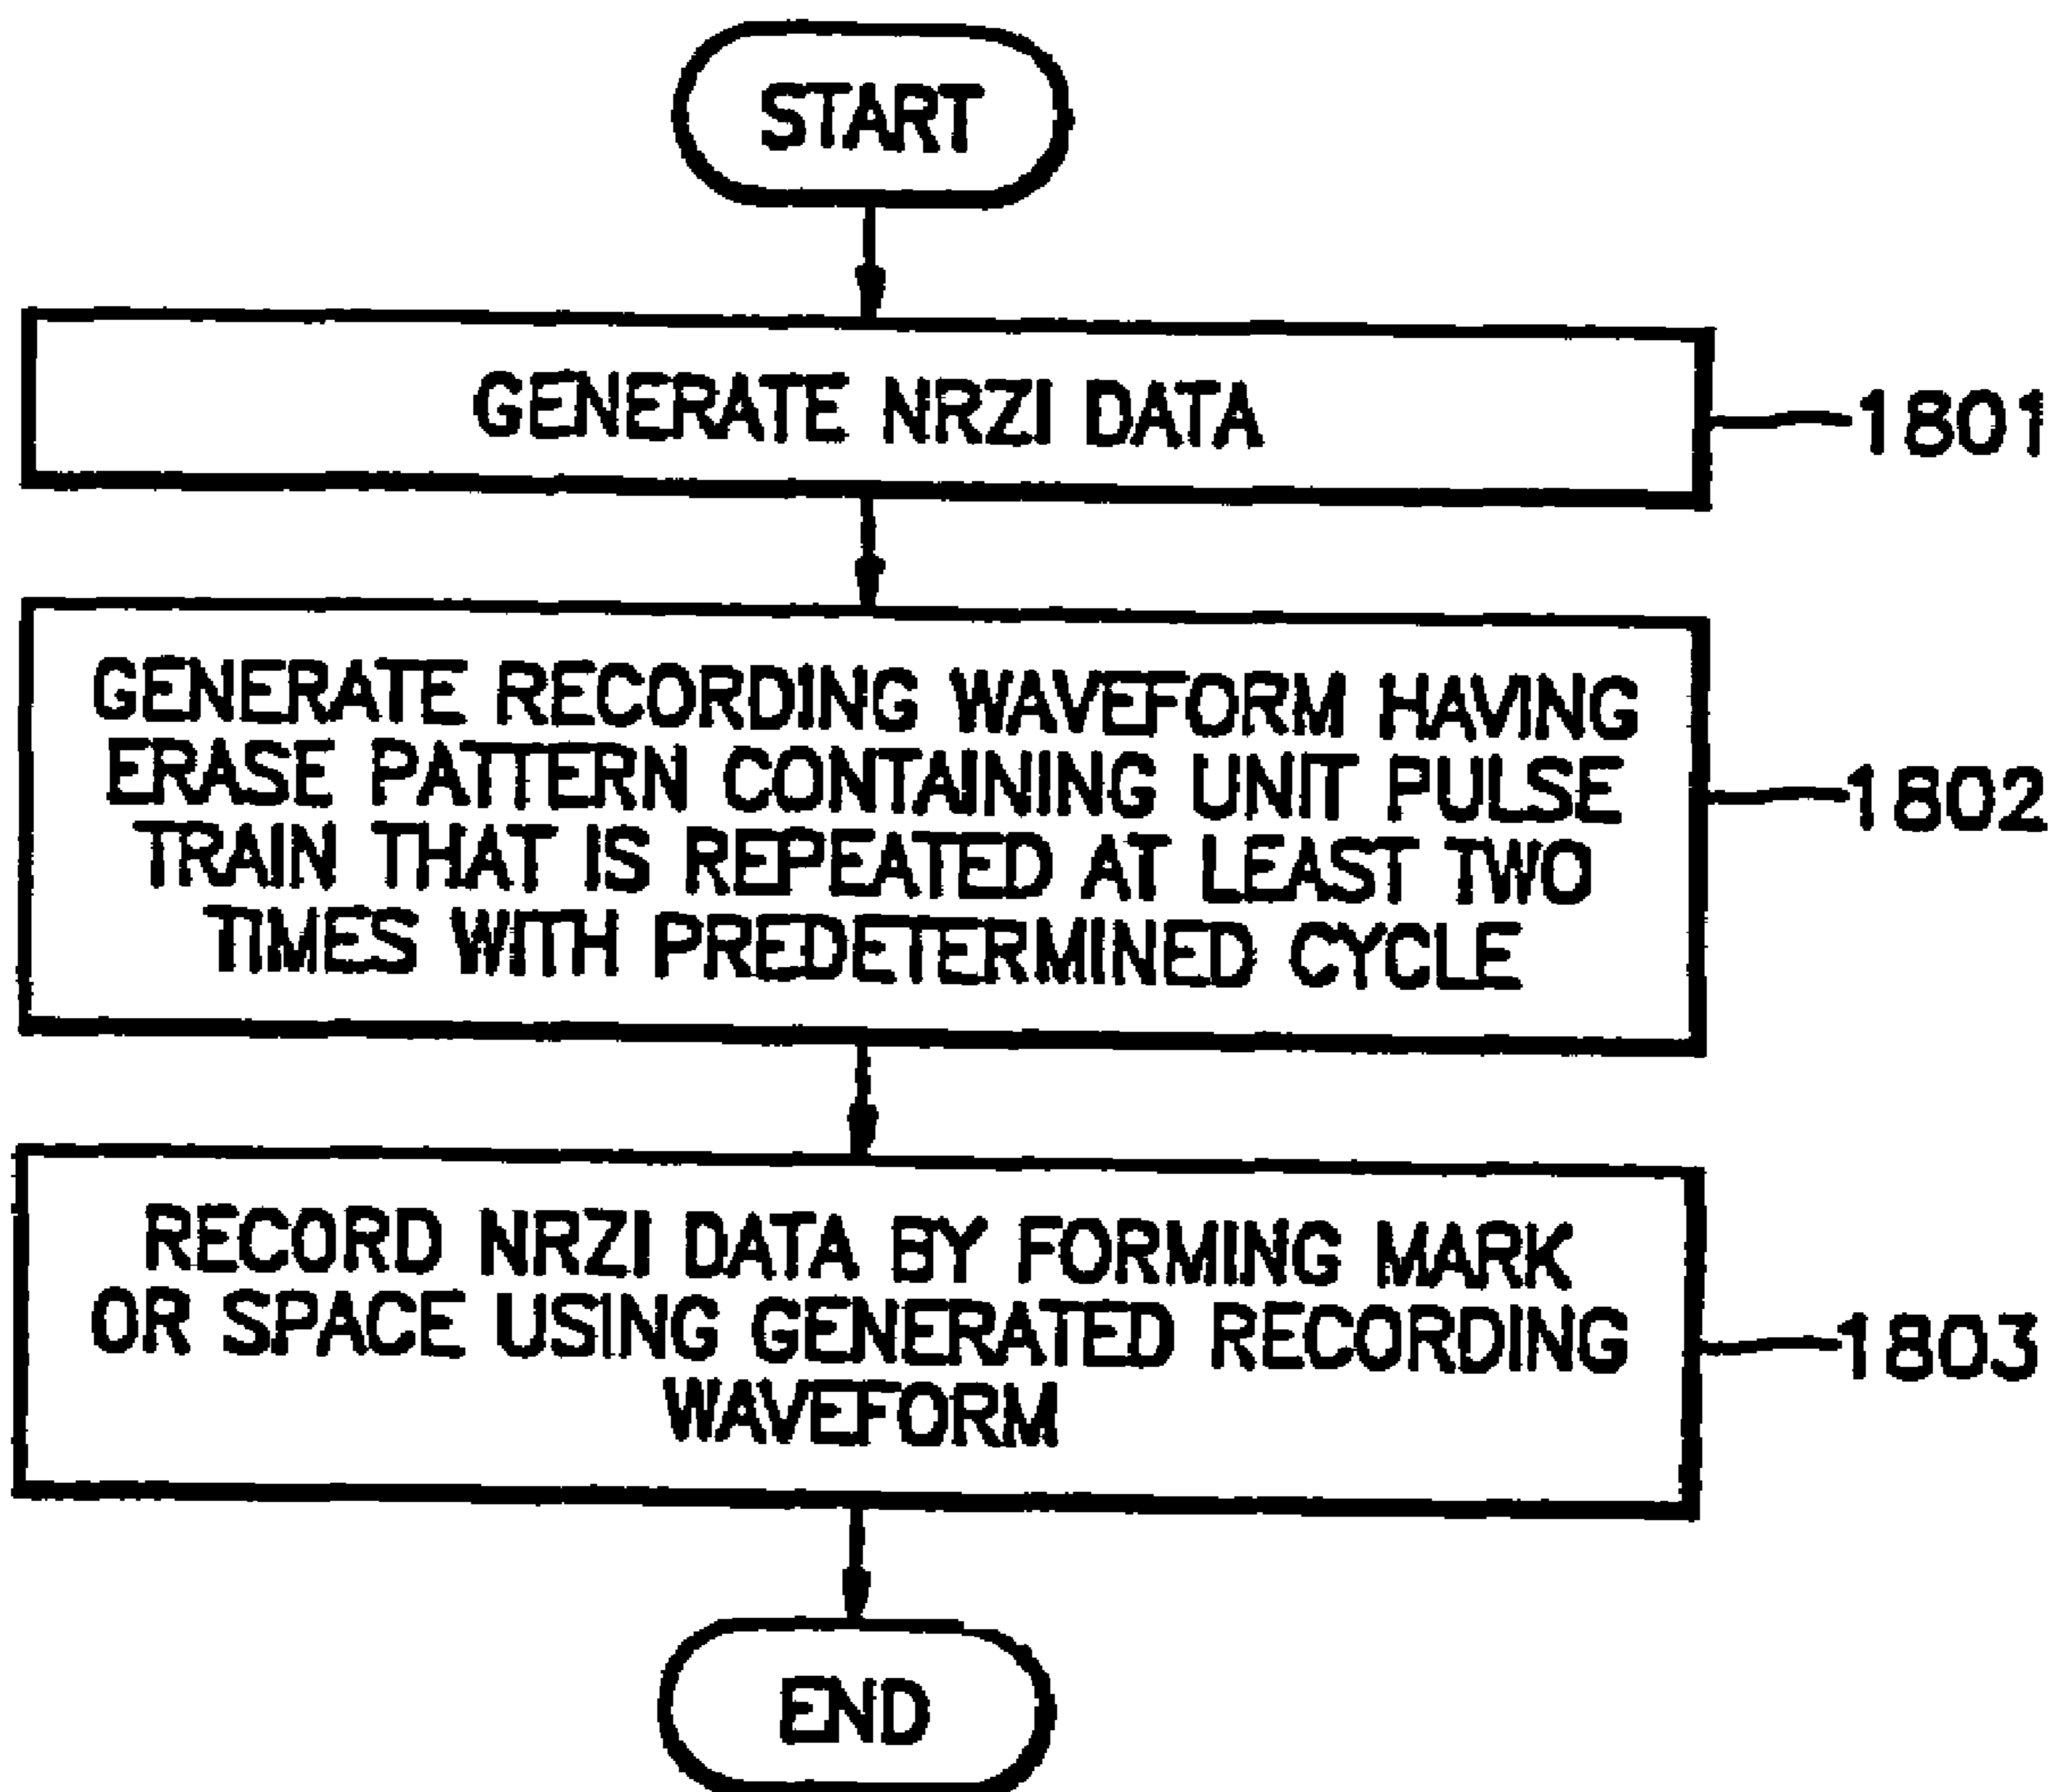 START
GENERATE NRZI DATA
1801
GENERATE RECORDING WAVEFORM HAVING
ERASE PATTERN CONTAINING UNIT PULSE
TRAIN THAT IS REPEATED AT LEAST TWO
TIMES WITH PREDETERMINED CYCLE
1802
RECORD NRZI DATA BY FORMING MARK
OR SPACE USING GENERATED RECORDING
WAVEFORM
1803
END